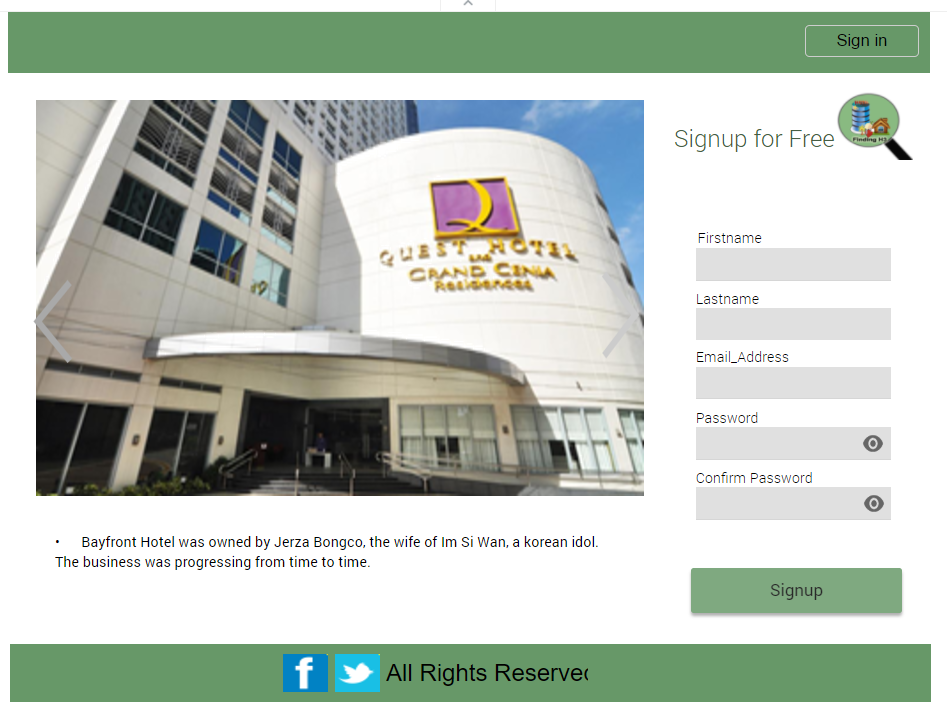 Sign in
Signup for Free
Finding H3
QUEST HOTEL
AND
GRAND CENIA
Residences
Firstname
Lastname
Email_Address
Password
Confirm Password
• Bayfront Hotel was owned by Jerza Bongco, the wife of Im Si Wan, a korean idol.
The business was progressing from time to time.
Signup
f
All Rights Reserved